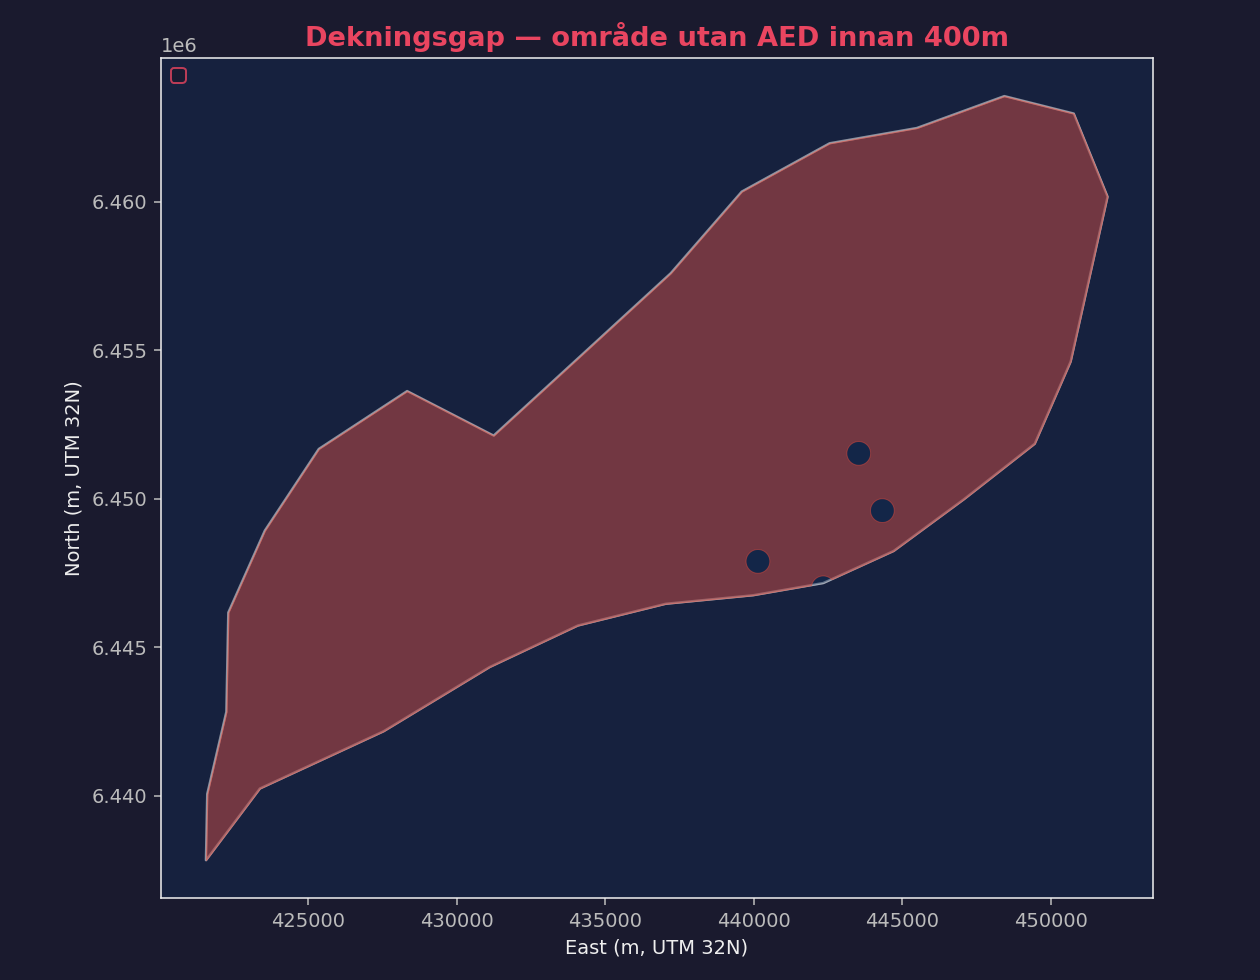 Dekningsgap — område utan AED innan 400m
1e6
6.460
6.455
6.450
6.445
6.440
North (m, UTM 32N)
425000 430000 435000 440000 445000 450000
East (m, UTM 32N)